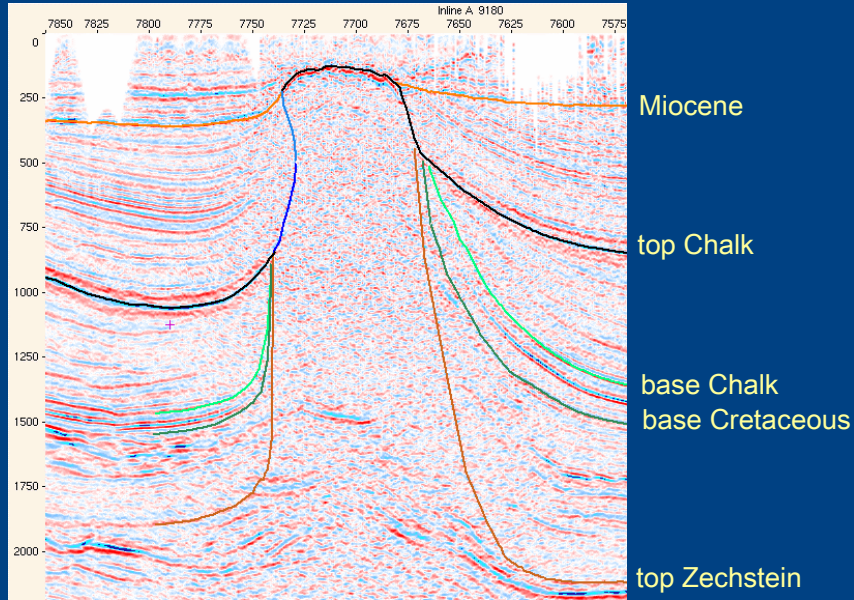 Inline A 9180
7850 7825 7800 7775 7750 7725 7700 7675 7650 7625 7600 7575
0
250
Miocene
500
750
top Chalk
1000
1250
base Chalk
base Cretaceous
1500
1750
2000
top Zechstein